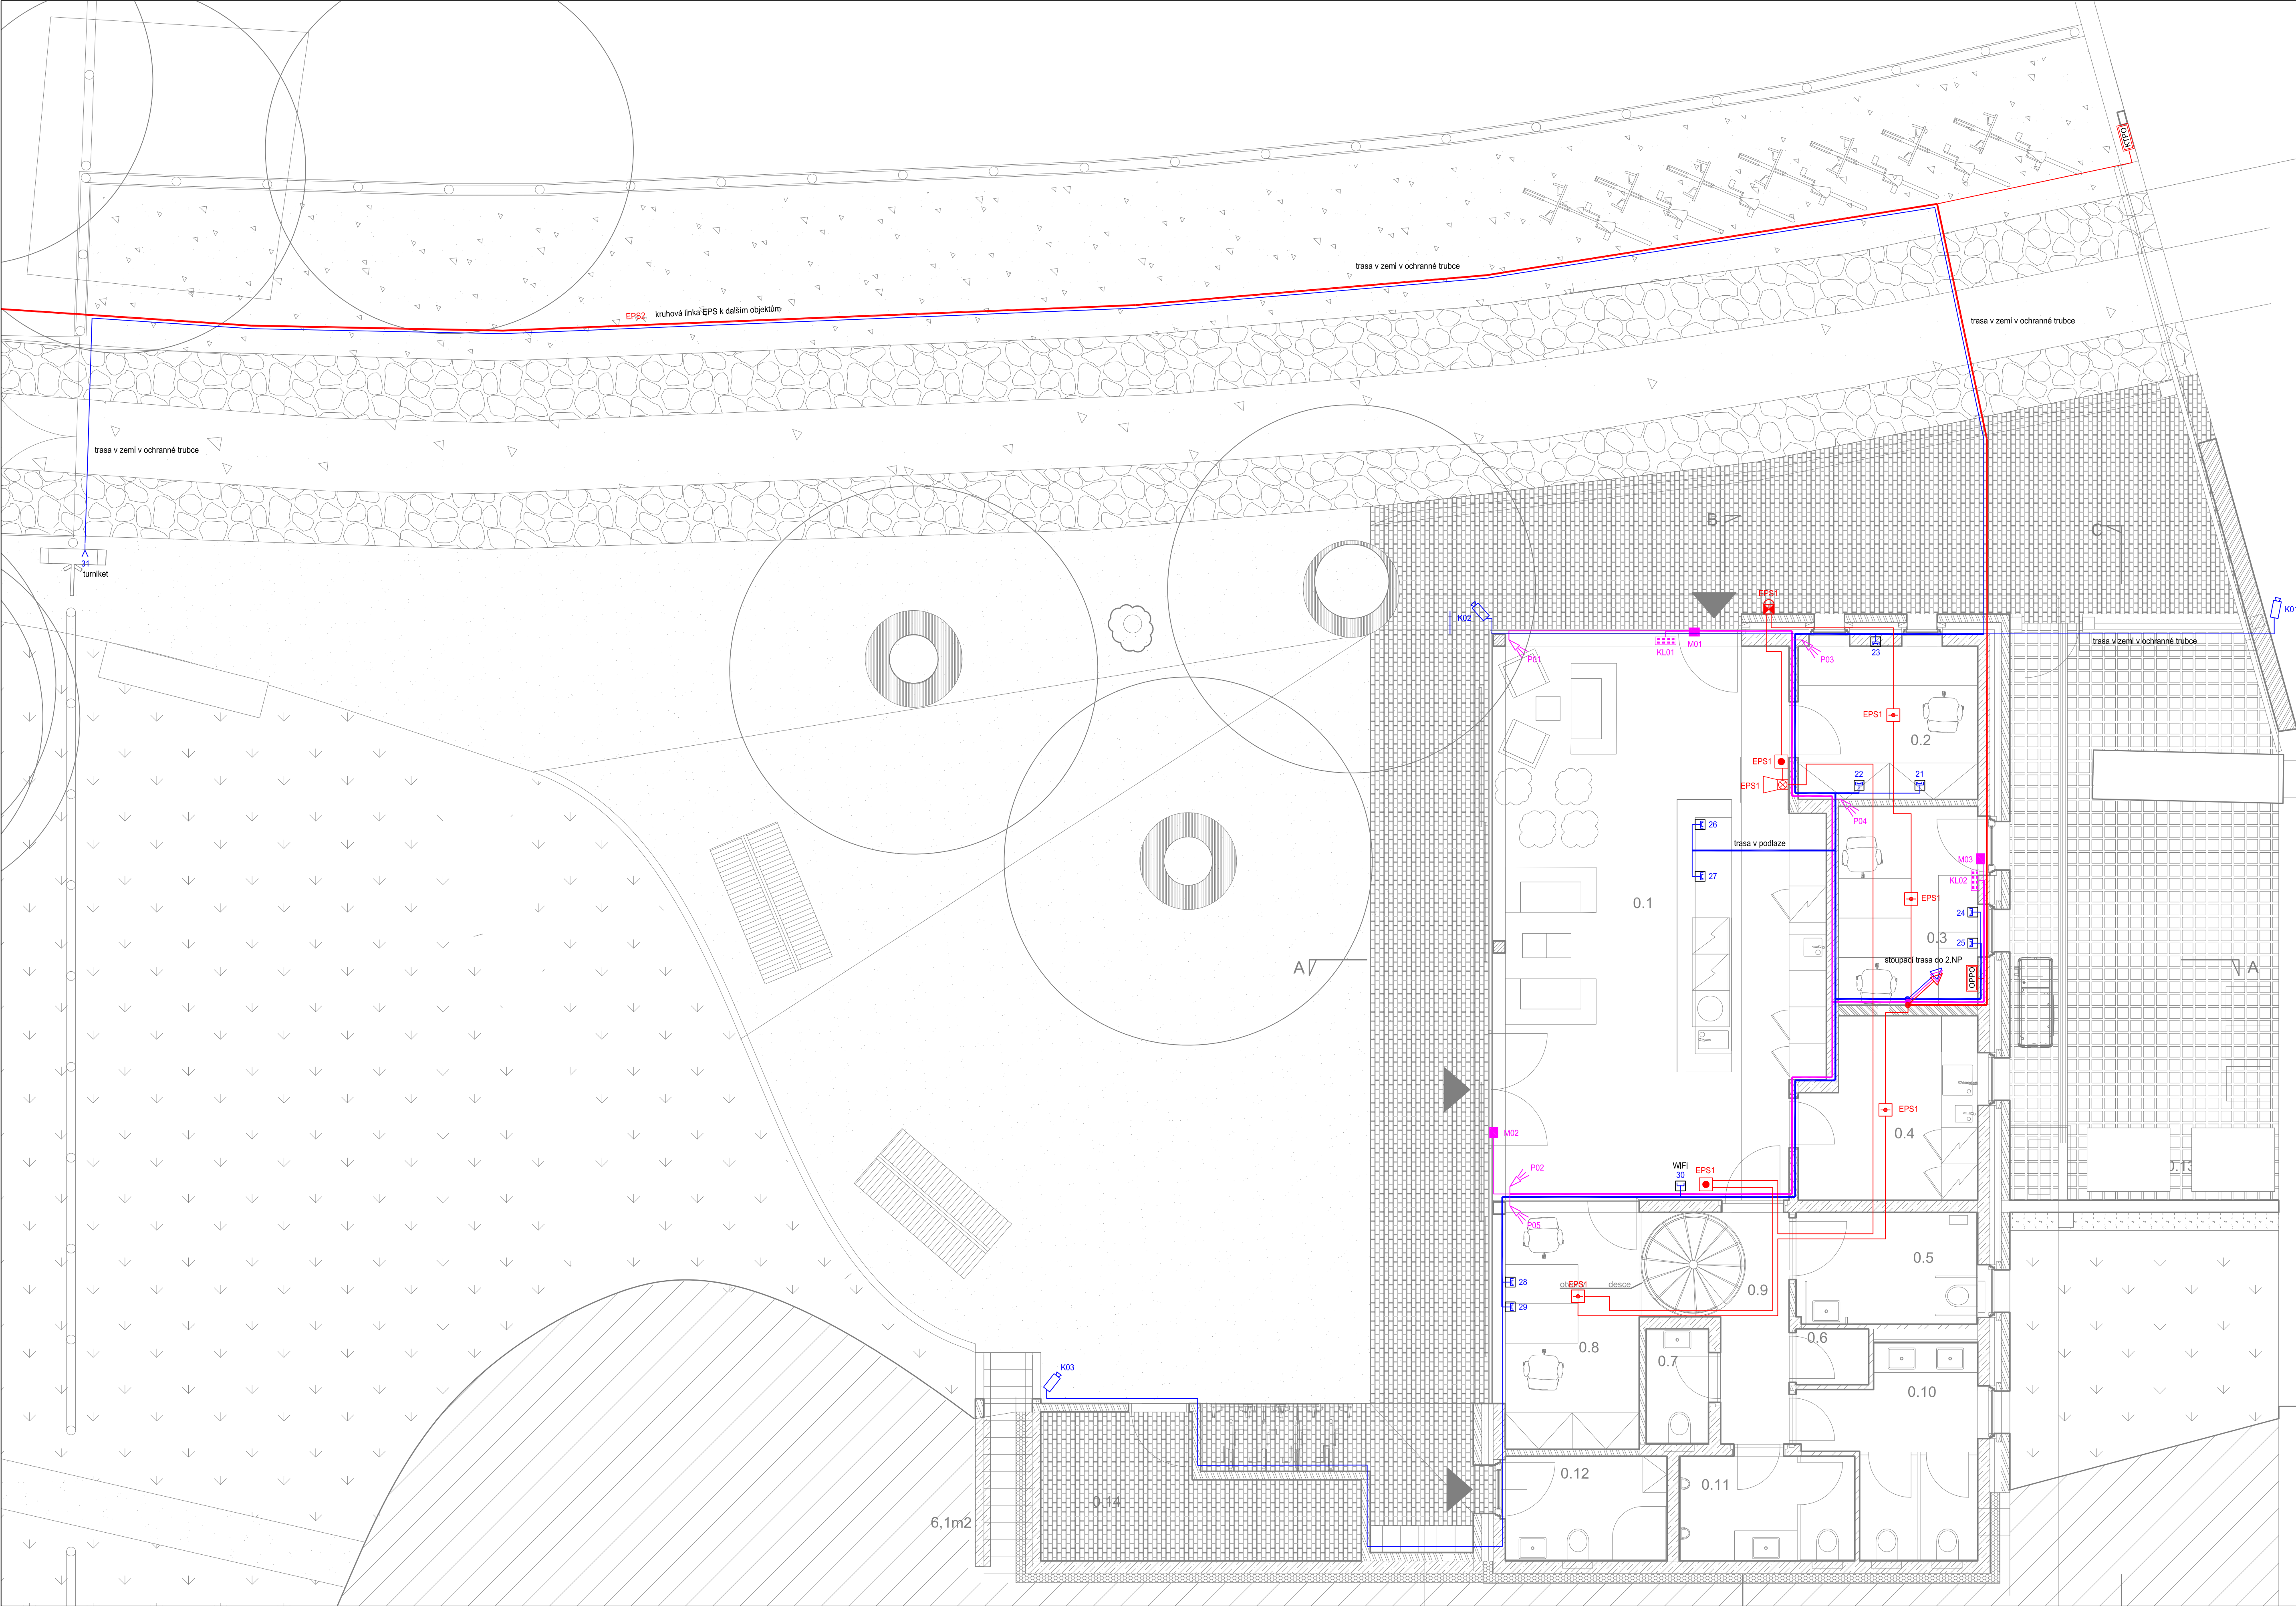 KTPO
trasa v zemi v ochranné trubce
EPS2 kruhová linka EPS k dalším objektům
trasa v zemi v ochranné trubce
trasa v zemi v ochranné trubce
B
C
31
turniket
EPS1
K02
K01
trasa v zemi v ochranné trubce
KL01
M01
P01
P03
23
EPS1
0.2
EPS1
EPS1
22
21
P04
26
trasa v podlaze
27
M03
KL02
EPS1
0.1
24
0.3
25
stoupací trasa do 2.NP
A
A
OPPO
EPS1
0.4
M02
0.13
P02
WIFI
30
EPS1
P05
0.5
28
EPS1
desce
29
0.9
0.6
0.8
0.7
K03
0.10
0.12
0.11
0.14
6,1m2